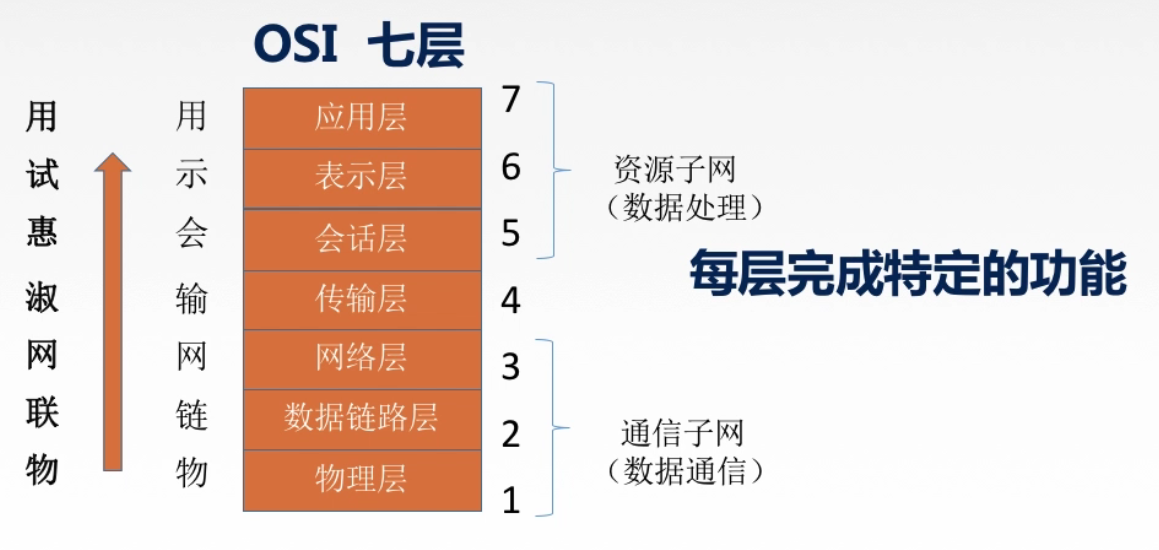 OSI 七层
用 用 应用层 7
试 示 表示层 6
资源子网
（数据处理）
惠 会 会话层 5
每层完成特定的功能
淑 输 传输层 4
网 网 网络层 3
联 链 数据链路层 2
通信子网
（数据通信）
物 物 物理层 1